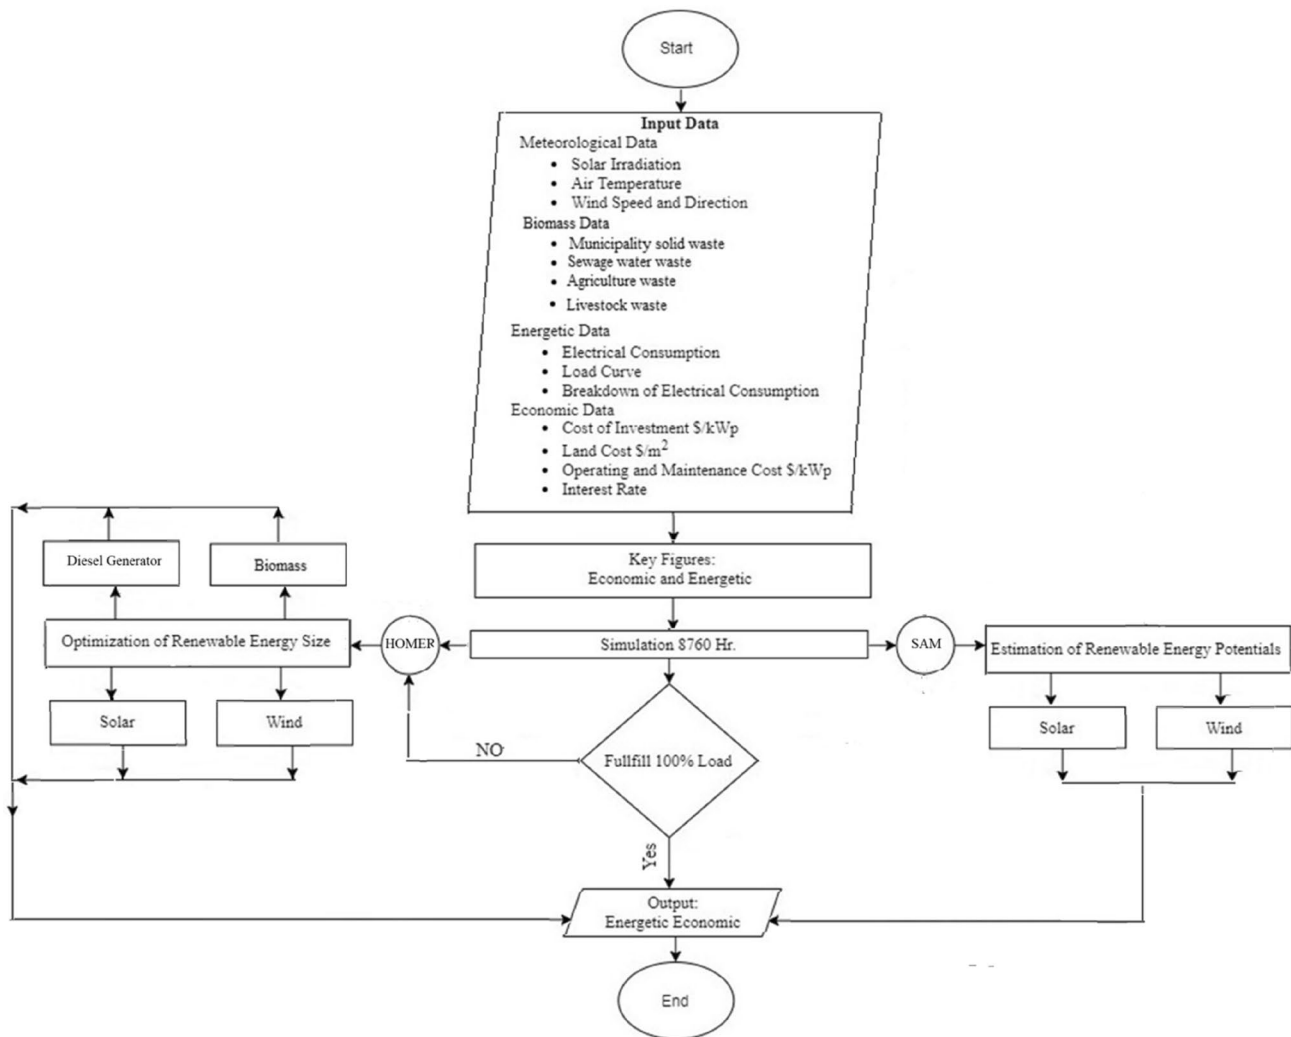 Start
Input Data
Meteorological Data
• Solar Irradiation
• Air Temperature
• Wind Speed and Direction
Biomass Data
• Municipality solid waste
• Sewage water waste
• Agriculture waste
• Livestock waste
Energetic Data
• Electrical Consumption
• Load Curve
• Breakdown of Electrical Consumption
Economic Data
• Cost of Investment $/kWp
• Land Cost $/m²
• Operating and Maintenance Cost $/kWp
• Interest Rate
Diesel Generator
Biomass
Key Figures:
Economic and Energetic
Optimization of Renewable Energy Size
HOMER
Simulation 8760 Hr.
SAM
Estimation of Renewable Energy Potentials
Solar
Wind
Solar
Wind
NO
Fullfill 100% Load
Yes
Output:
Energetic Economic
End